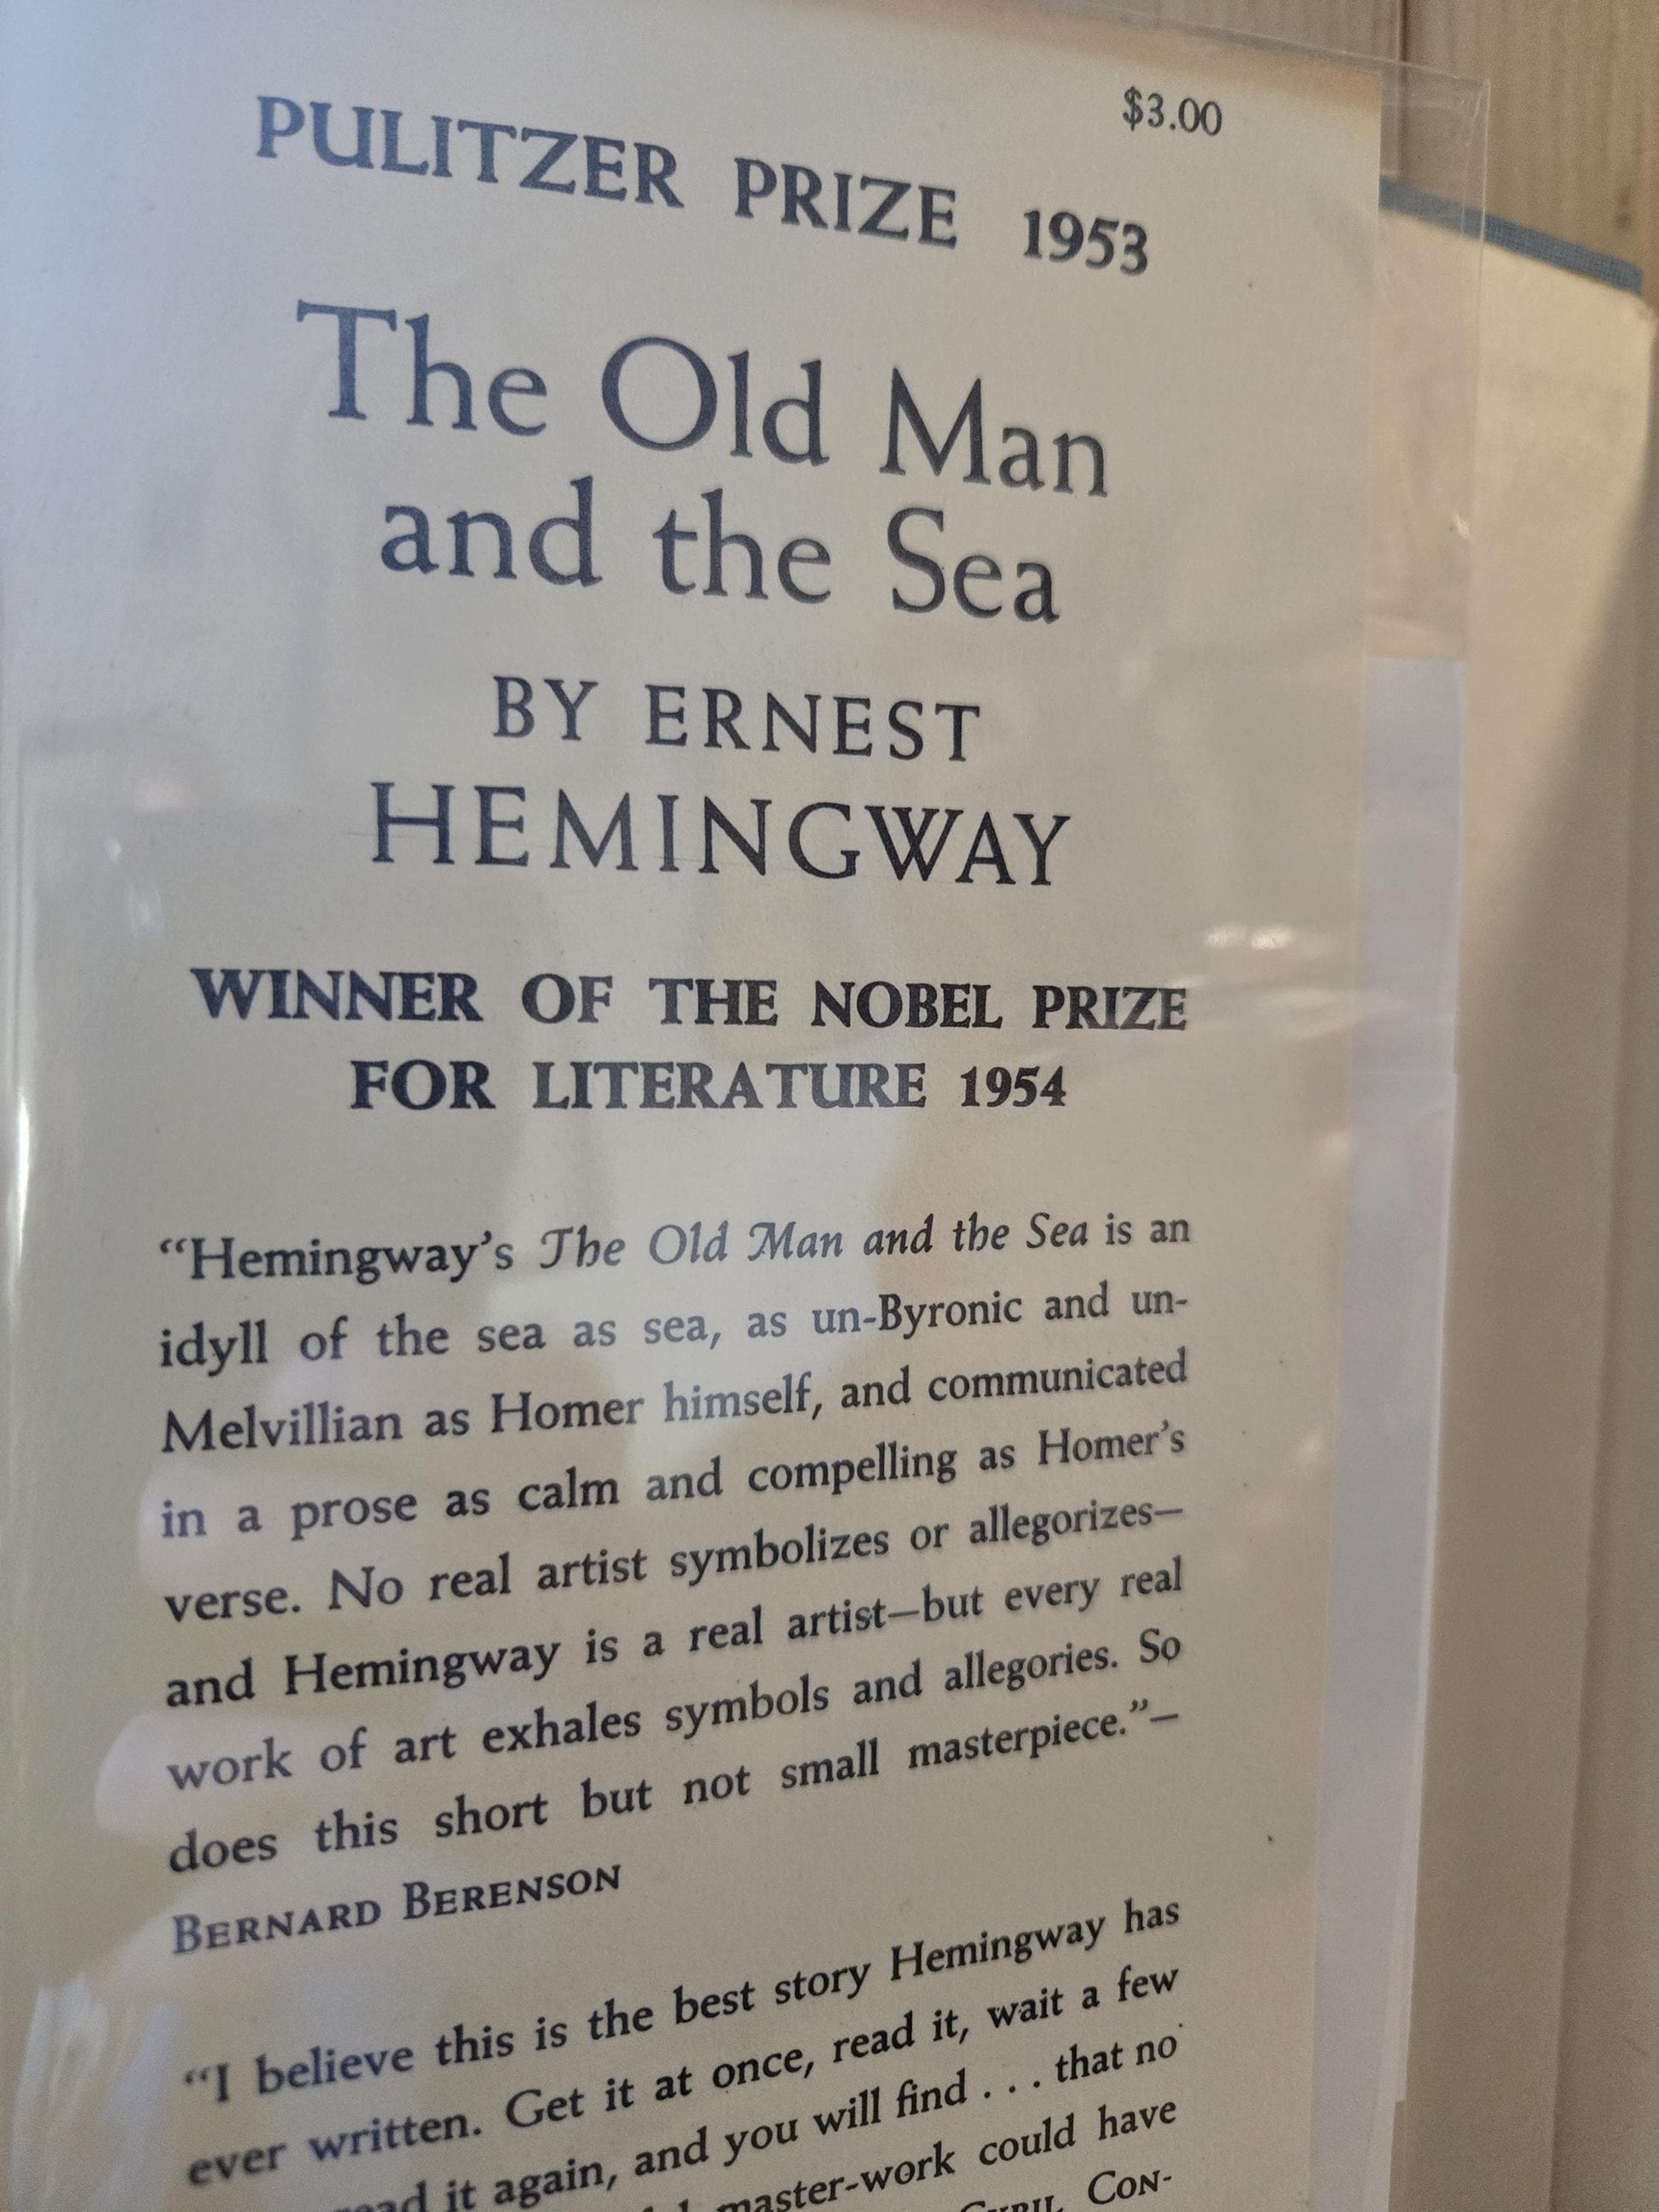 $3.00
PULITZER PRIZE 1953
The Old Man
and the Sea
BY ERNEST
HEMINGWAY
WINNER OF THE NOBEL PRIZE
FOR LITERATURE 1954
“Hemingway’s The Old Man and the Sea is an
idyll of the sea as sea, as un-Byronic and un-
Melvillian as Homer himself, and communicated
in a prose as calm and compelling as Homer’s
verse. No real artist symbolizes or allegorizes—
and Hemingway is a real artist—but every real
work of art exhales symbols and allegories. So
does this short but not small masterpiece.”—
BERNARD BERENSON
“I believe this is the best story Hemingway has
ever written. Get it at once, read it, wait a few
it again, and you will find . . . that no
master-work could have
CON-